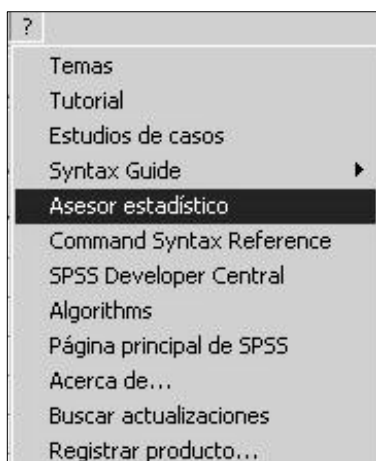 ?
Temas
Tutorial
Estudios de casos
Syntax Guide
Asesor estadístico
Command Syntax Reference
SPSS Developer Central
Algorithms
Página principal de SPSS
Acerca de...
Buscar actualizaciones
Registrar producto...